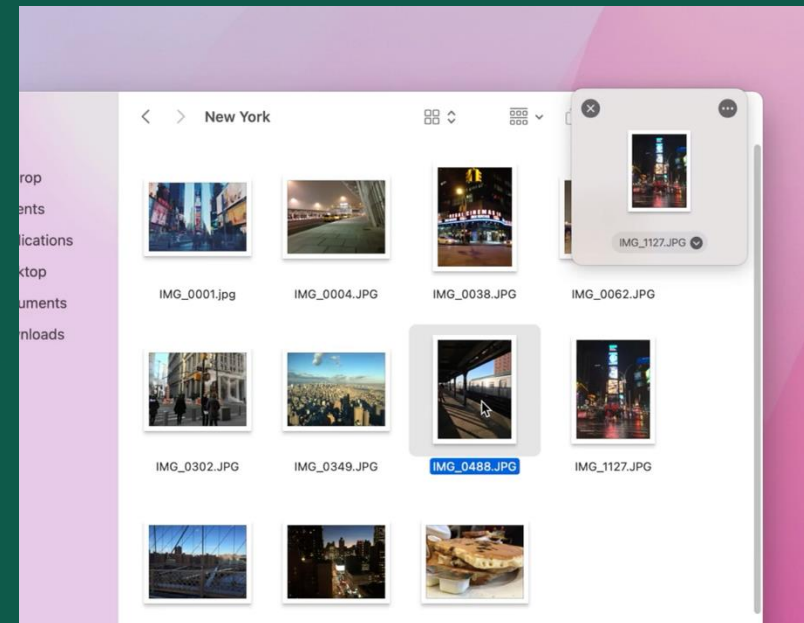 New York
IMG_1127.JPG
rop
ents
lications
ktop
uments
nloads
IMG_0001.jpg
IMG_0004.JPG
IMG_0038.JPG
IMG_0062.JPG
IMG_0302.JPG
IMG_0349.JPG
IMG_0488.JPG
IMG_1127.JPG